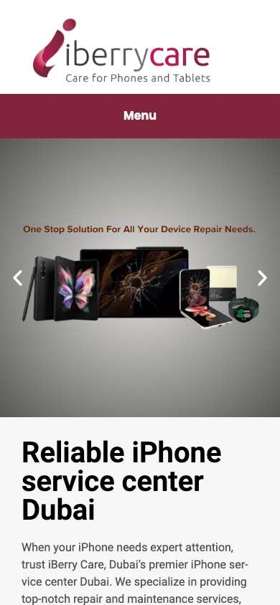 iberrycare
Care for Phones and Tablets
Menu
One Stop Solution For All Your Device Repair Needs.
Reliable iPhone
service center
Dubai
When your iPhone needs expert attention,
trust iBerry Care, Dubai's premier iPhone ser-
vice center Dubai. We specialize in providing
top-notch repair and maintenance services,